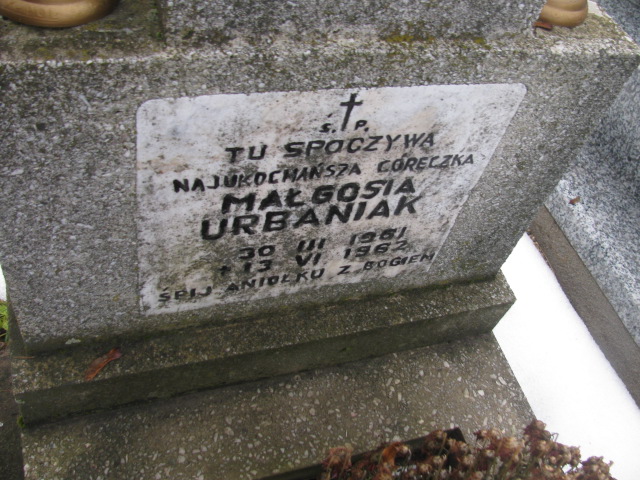 Ś. P.
TU SPOCZYWA
NAJUKOCHAŃSZA CÓRECZKA
MAŁGOSIA
URBANIAK
30 III 1961
+ 13 VI 1962
ŚPIJ ANIOŁKU Z BOGIEM